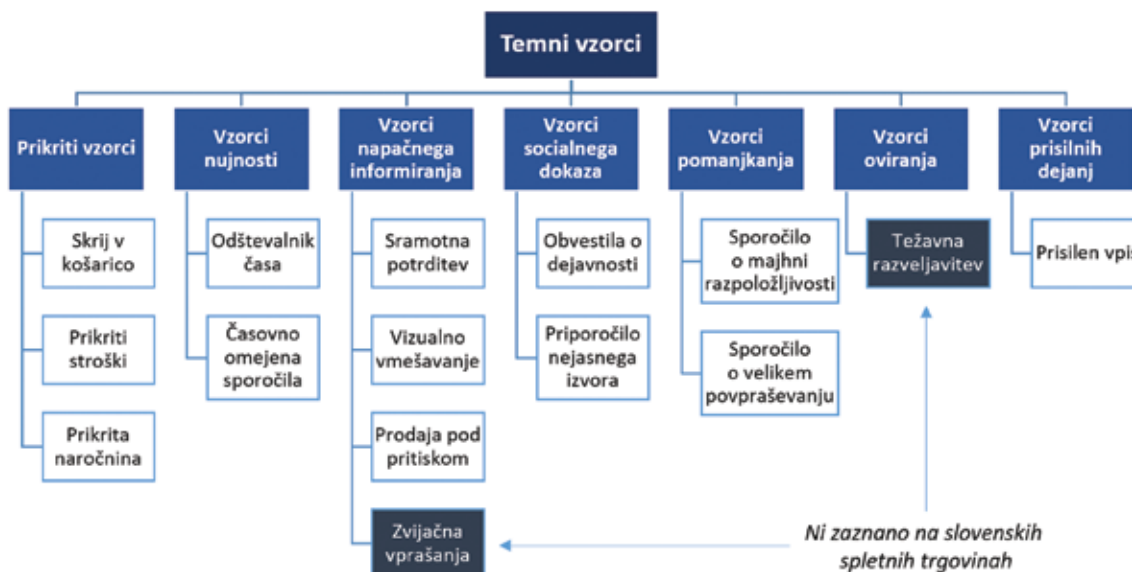 Temni vzorci
Prikriti vzorci
Vzorci
nujnosti
Vzorci
napačnega
informiranja
Vzorci
socialnega
dokaza
Vzorci
pomanjkanja
Vzorci
oviranja
Vzorci
prisilnih
dejanj
Skrij v
košarico
Prikriti
stroški
Prikrita
naročnina
Odštevalnik
časa
Časovno
omejena
sporočila
Sramotna
potrditev
Vizualno
vmešavanje
Prodaja pod
pritiskom
Zvijačna
vprašanja
Obvestila o
dejavnosti
Priporočilo
nejasnega
izvora
Sporočilo
o majhni
razpoložljivosti
Sporočilo
o velikem
povpraševanju
Težavna
razveljavitev
Prisilen vpis
Ni zaznano na slovenskih
spletnih trgovinah